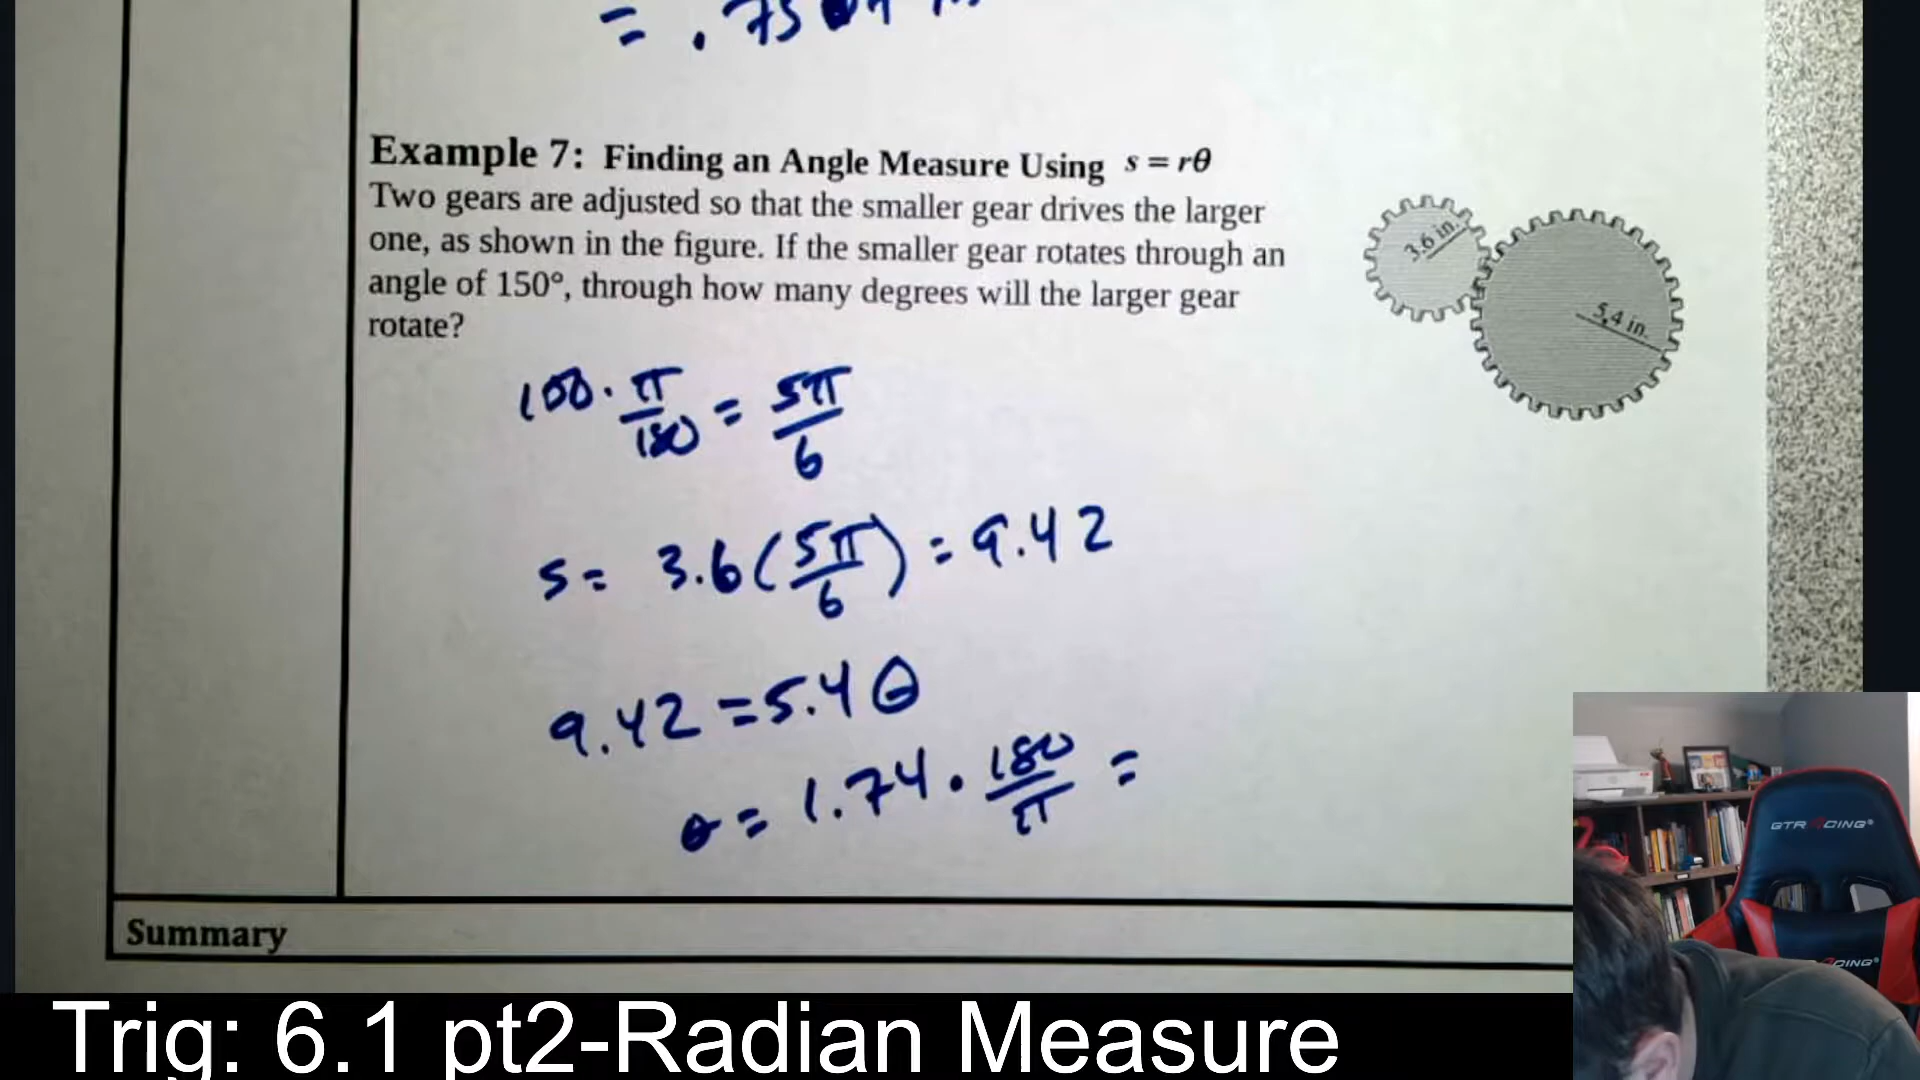 = .75
Example 7: Finding an Angle Measure Using s = rθ
Two gears are adjusted so that the smaller gear drives the larger
one, as shown in the figure. If the smaller gear rotates through an
angle of 150°, through how many degrees will the larger gear
rotate?
3.6 in.
5.4 in.
100 · π/180 = 5π/6
s = 3.6(5π/6) = 9.42
9.42 = 5.4θ
θ = 1.74 · 180/π =
Summary
GTRACING
Trig: 6.1 pt2-Radian Measure